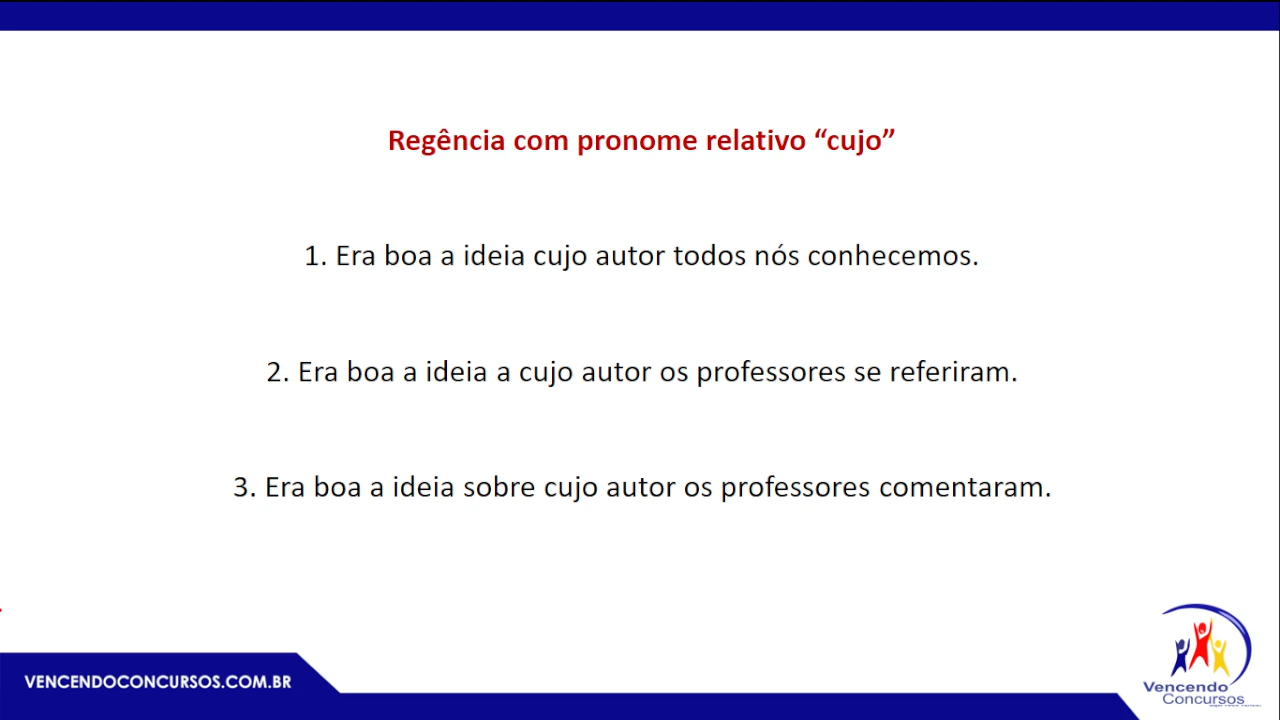 Regência com pronome relativo “cujo”
1. Era boa a ideia cujo autor todos nós conhecemos.
2. Era boa a ideia a cujo autor os professores se referiram.
3. Era boa a ideia sobre cujo autor os professores comentaram.
VENCENDOCONCURSOS.COM.BR
Vencendo
Concursos